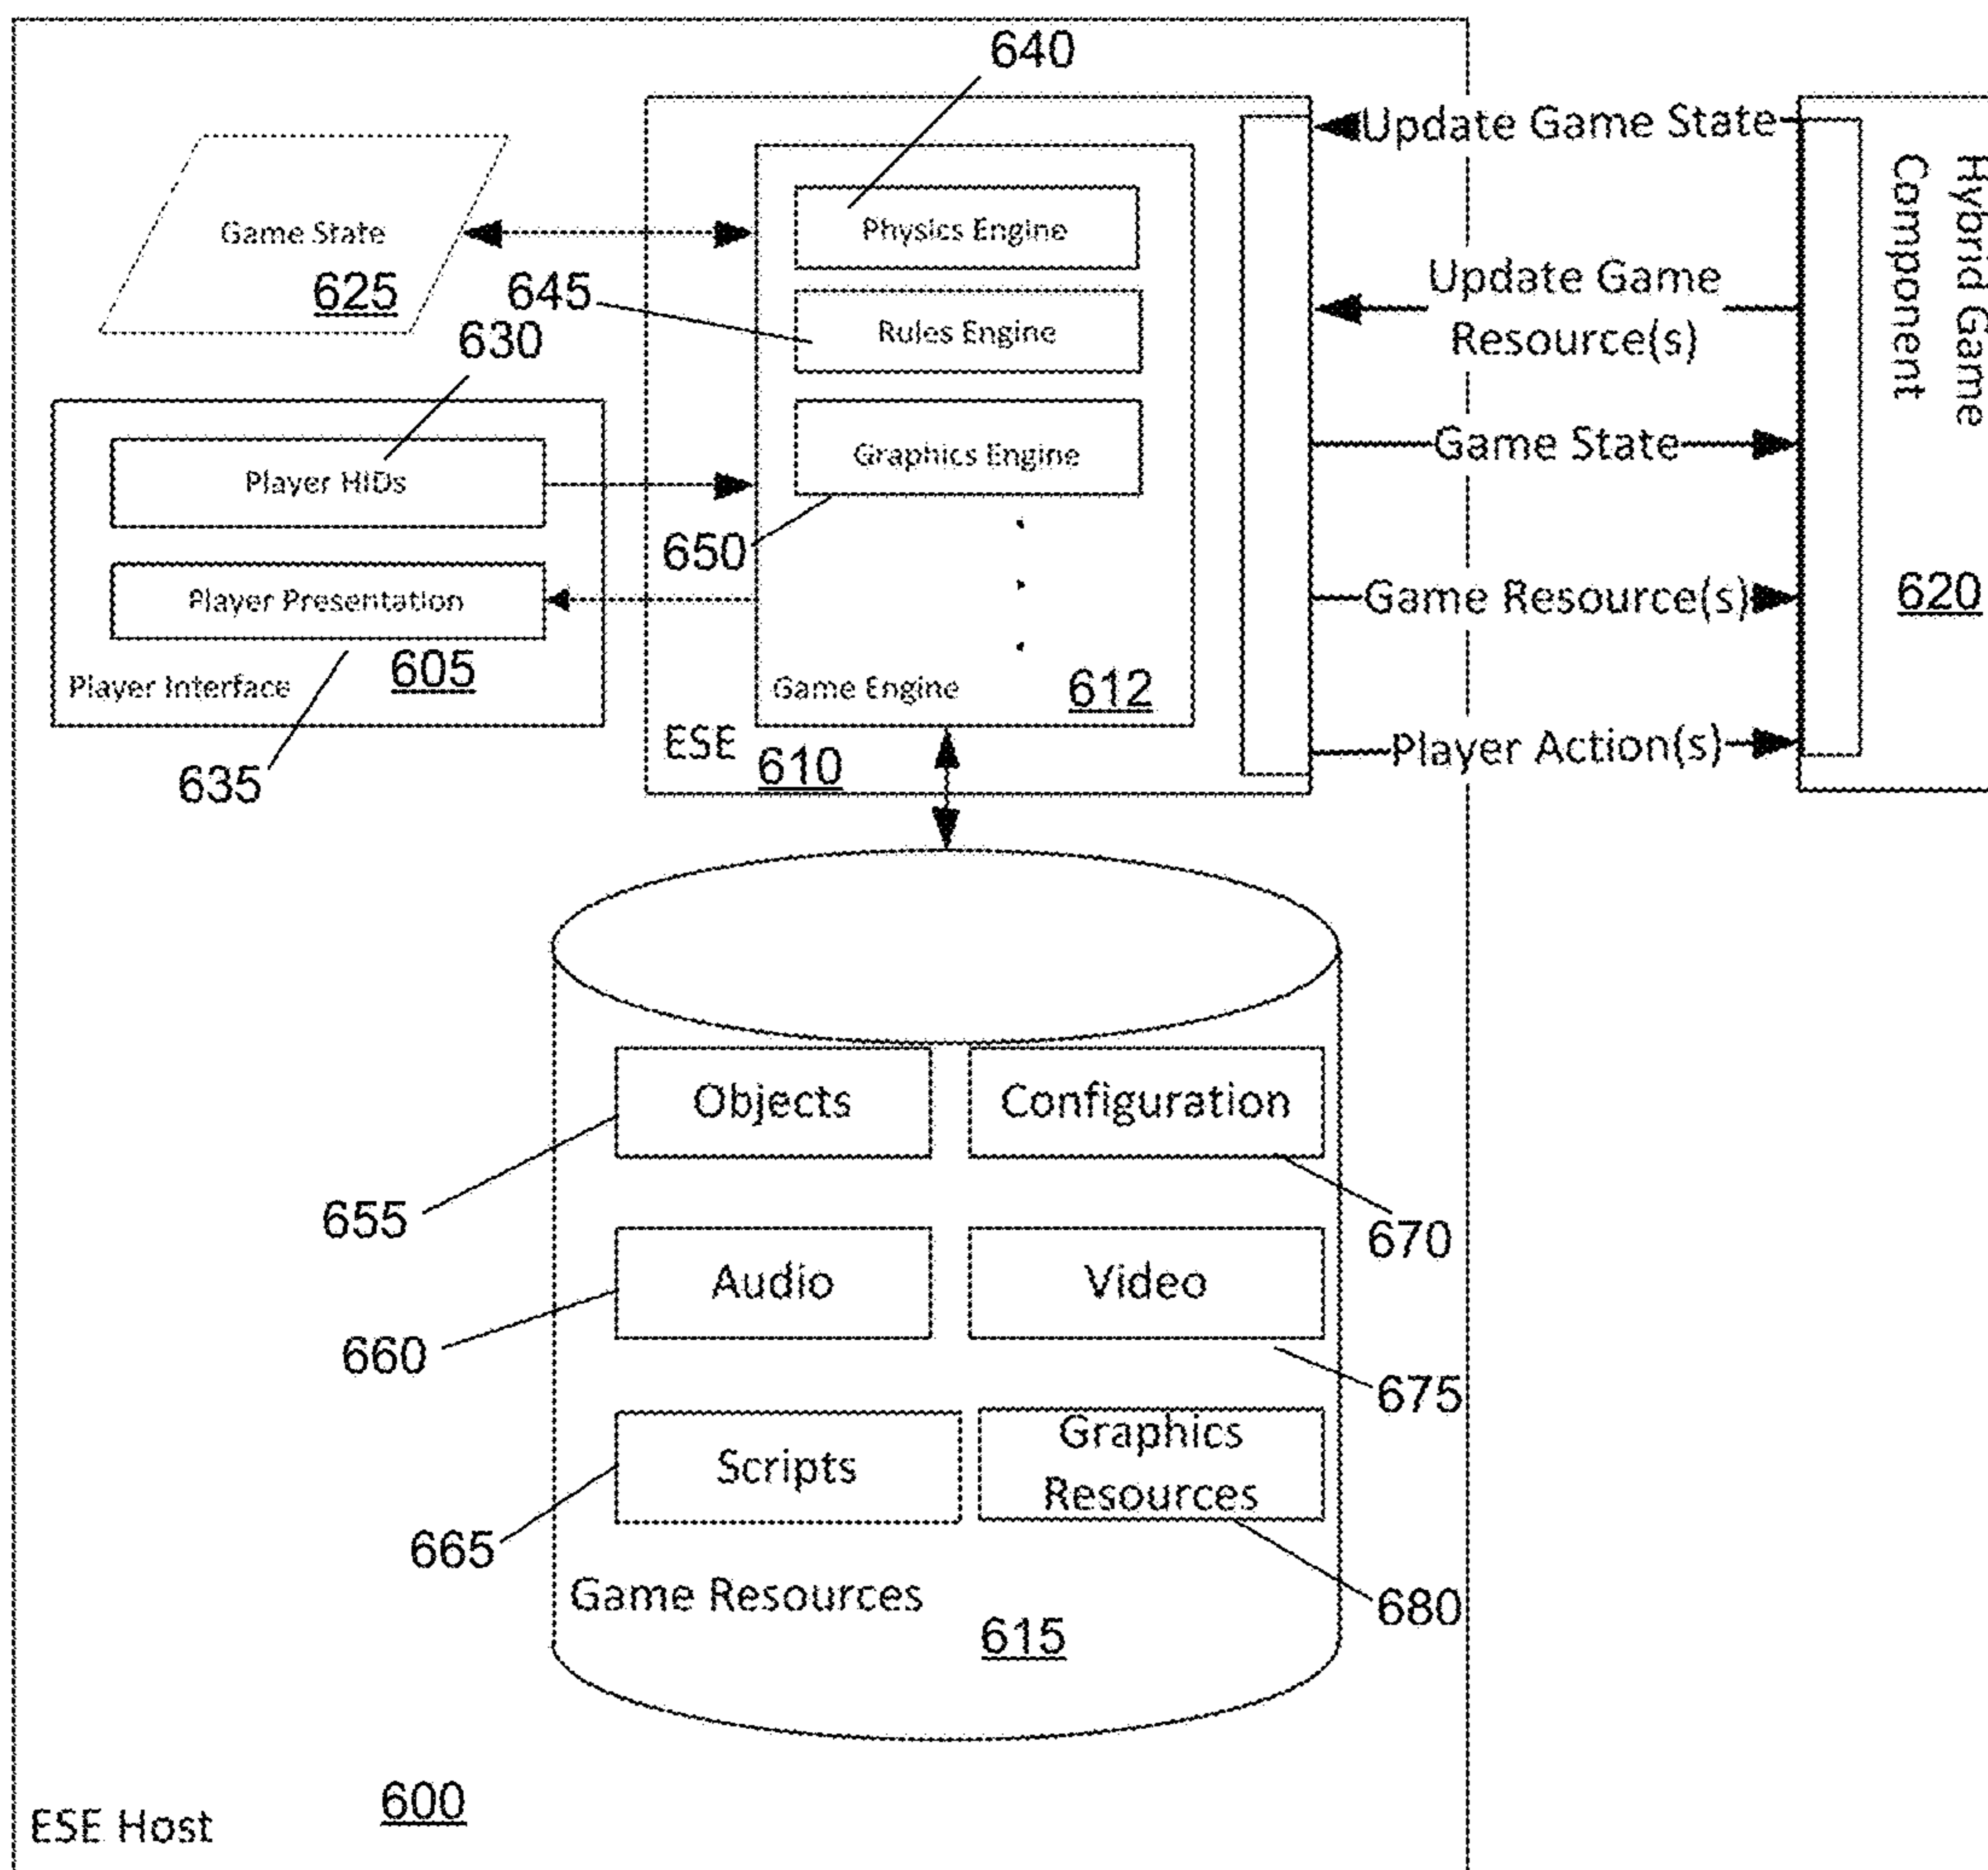 640
Update Game State
Game State
625
Physics Engine
645
Rules Engine
Update Game
Resource(s)
Hybrid Game
Component
620
630
Player HIDs
Graphics Engine
650
Game State
Player Presentation
605
Player Interface
635
Game Engine
612
ESE
610
Game Resource(s)
Player Action(s)
Objects
Configuration
655
670
Audio
Video
660
675
Scripts
Graphics
Resources
665
680
Game Resources
615
ESE Host
600